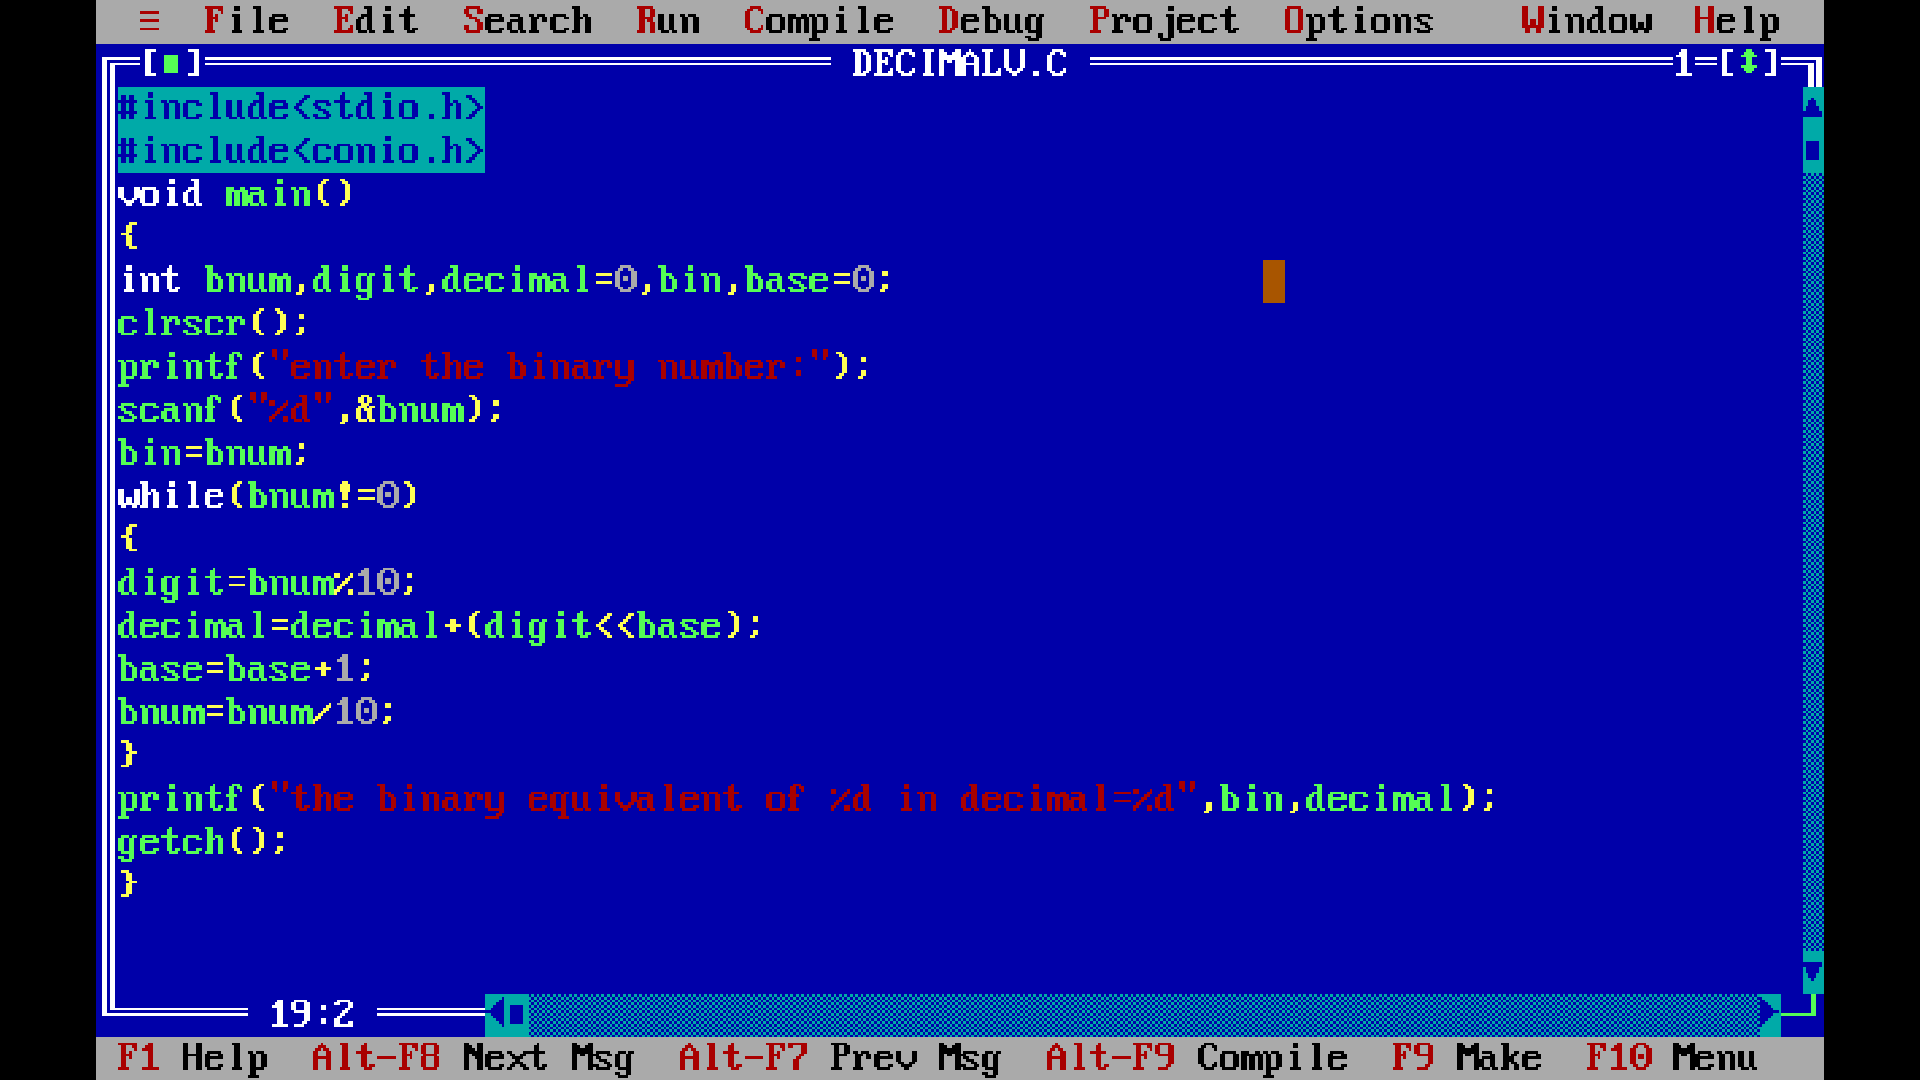 ≡ File Edit Search Run Compile Debug Project Options Window Help
[■] DECIMALV.C 1=[↕]
#include<stdio.h>
#include<conio.h>
void main()
{
int bnum,digit,decimal=0,bin,base=0;
clrscr();
printf("enter the binary number:");
scanf("%d",&bnum);
bin=bnum;
while(bnum!=0)
{
digit=bnum%10;
decimal=decimal+(digit<<base);
base=base+1;
bnum=bnum/10;
}
printf("the binary equivalent of %d in decimal=%d",bin,decimal);
getch();
}
19:2
F1 Help Alt-F8 Next Msg Alt-F7 Prev Msg Alt-F9 Compile F9 Make F10 Menu